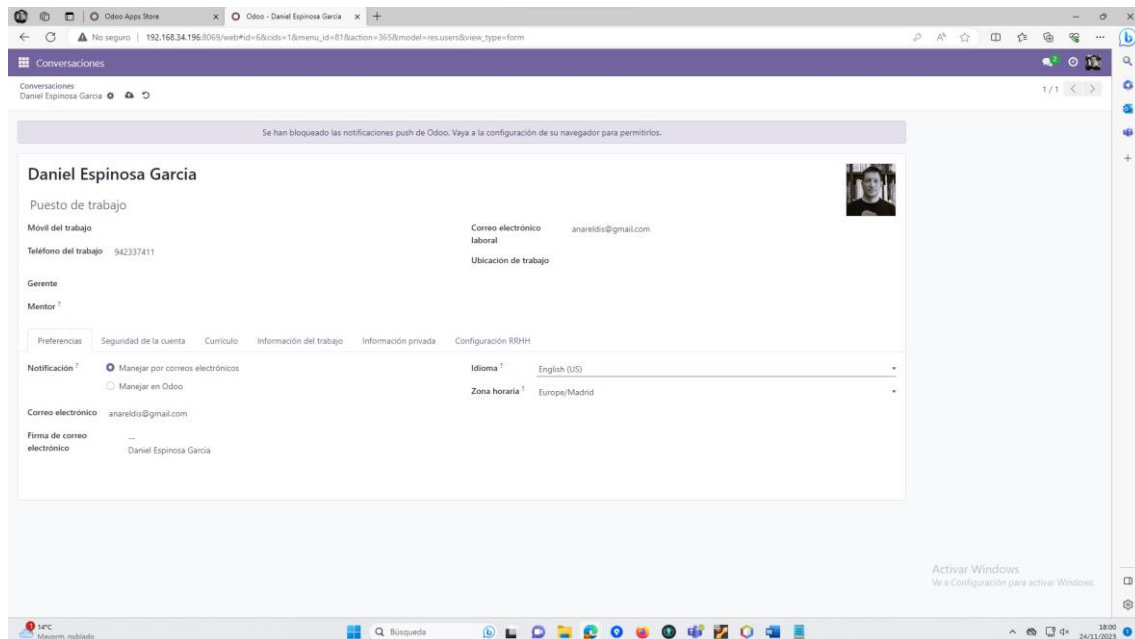 Odoo Apps Store
Odoo - Daniel Espinosa Garcia
No seguro | 192.168.34.196:8069/web#id=6&cids=1&menu_id=81&action=365&model=res.users&view_type=form
Conversaciones
2
Conversaciones
Daniel Espinosa Garcia
1/1
Se han bloqueado las notificaciones push de Odoo. Vaya a la configuración de su navegador para permitirlos.
Daniel Espinosa Garcia
Puesto de trabajo
Móvil del trabajo
Teléfono del trabajo 942337411
Correo electrónico laboral anareldis@gmail.com
Ubicación de trabajo
Gerente
Mentor ?
Preferencias Seguridad de la cuenta Currículo Información del trabajo Información privada Configuración RRHH
Notificación ? Manejar por correos electrónicos
Manejar en Odoo
Idioma ? English (US)
Zona horaria ? Europe/Madrid
Correo electrónico anareldis@gmail.com
Firma de correo electrónico --
Daniel Espinosa Garcia
Activar Windows
Ve a Configuración para activar Windows.
1
14°C
Mayorm. nublado
Búsqueda
18:00
24/11/2023